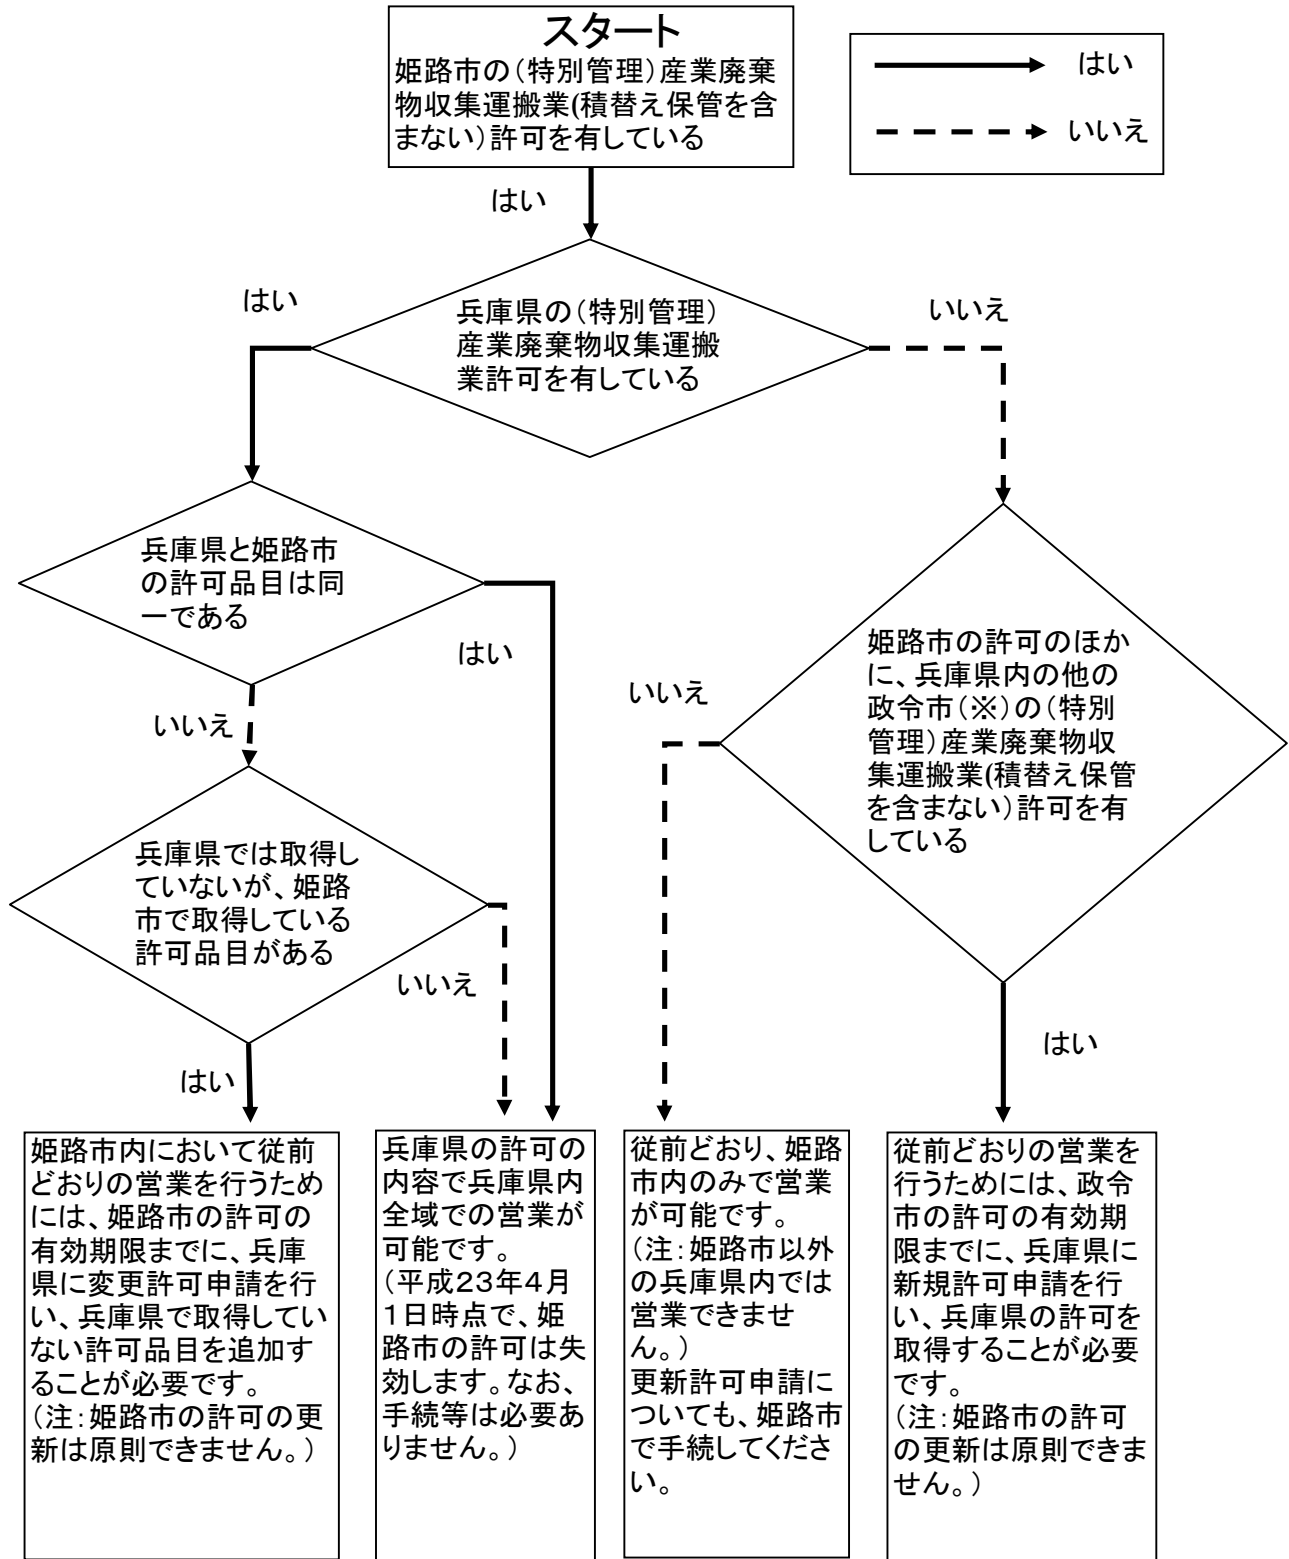 スタート
姫路市の（特別管理）産業廃棄
物収集運搬業(積替え保管を含
まない）許可を有している
はい
いいえ
はい
はい
兵庫県の（特別管理）
産業廃棄物収集運搬
業許可を有している
いいえ
兵庫県と姫路市
の許可品目は同
一である
はい
いいえ
姫路市の許可のほか
に、兵庫県内の他の
政令市（※）の（特別
管理）産業廃棄物収
集運搬業(積替え保管
を含まない）許可を有
している
いいえ
兵庫県では取得し
ていないが、姫路
市で取得している
許可品目がある
いいえ
はい
はい
姫路市内において従前
どおりの営業を行うため
には、姫路市の許可の
有効期限までに、兵庫
県に変更許可申請を行
い、兵庫県で取得してい
ない許可品目を追加す
ることが必要です。
（注：姫路市の許可の更
新は原則できません。）
兵庫県の許可の
内容で兵庫県内
全域での営業が
可能です。
（平成２３年４月
１日時点で、姫
路市の許可は失
効します。なお、
手続等は必要あ
りません。）
従前どおり、姫路
市内のみで営業
が可能です。
（注：姫路市以外
の兵庫県内では
営業できませ
ん。）
更新許可申請に
ついても、姫路市
で手続してくださ
い。
従前どおりの営業を
行うためには、政令
市の許可の有効期
限までに、兵庫県に
新規許可申請を行
い、兵庫県の許可を
取得することが必要
です。
（注：姫路市の許可
の更新は原則できま
せん。）